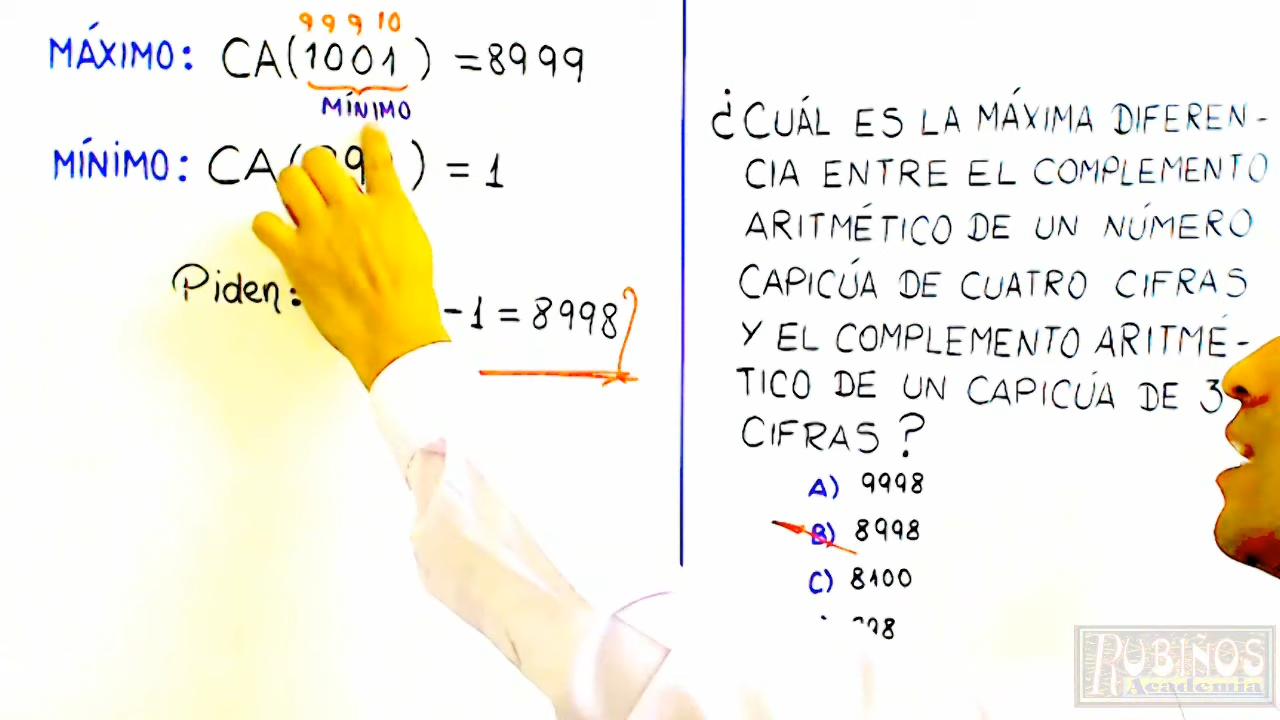 9 9 9 10
MÁXIMO: CA(1001) = 8999
MÍNIMO
MÍNIMO: CA( 9 ) = 1
Piden:
- 1 = 8998
¿CUÁL ES LA MÁXIMA DIFEREN-
CIA ENTRE EL COMPLEMENTO
ARITMÉTICO DE UN NÚMERO
CAPICÚA DE CUATRO CIFRAS
Y EL COMPLEMENTO ARITMÉ-
TICO DE UN CAPICÚA DE 3
CIFRAS?
A) 9998
B) 8998
C) 8100
98
RUBIÑOS
Academia